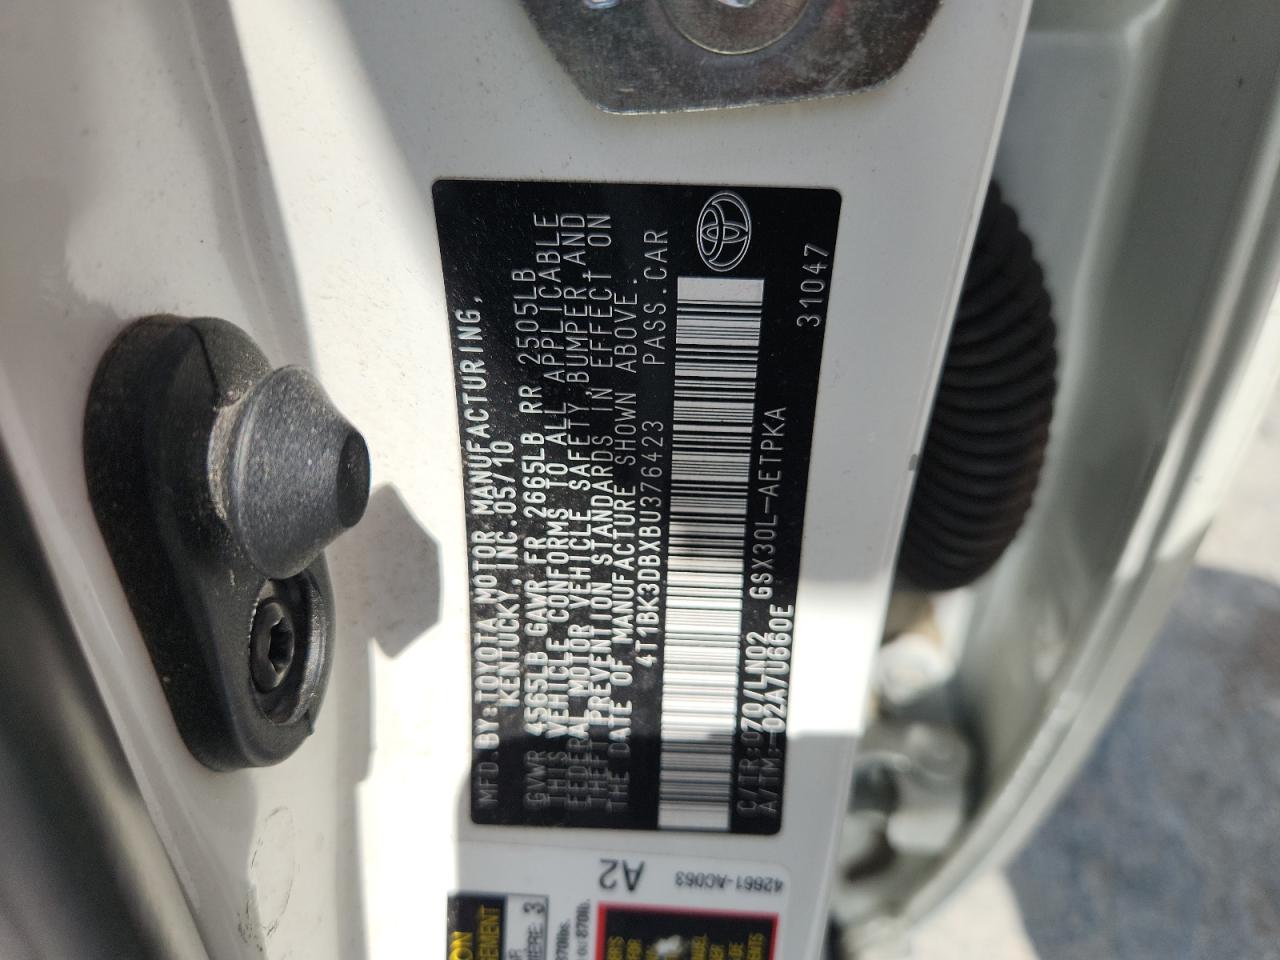 MFD.BY:TOYOTA MOTOR MANUFACTURING,
KENTUCKY,INC.05/10
GVWR 4565LB GAWR FR 2665LB RR 2505LB
THIS VEHICLE CONFORMS TO ALL APPLICABLE
FEDERAL MOTOR VEHICLE SAFETY,BUMPER,AND
THEFT PREVENTION STANDARDS IN EFFECT ON
THE DATE OF MANUFACTURE SHOWN ABOVE.
4T1BK3DBXBU376423 PASS.CAR
C/TR:070/LN02 GSX30L-AETPKA
A/TM:-02A/U660E
31047
A2
42661-AC063